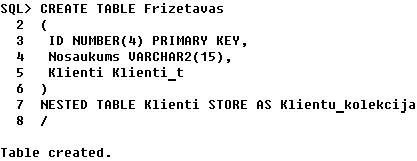 SQL> CREATE TABLE Frizetavas
  2  (
  3   ID NUMBER(4) PRIMARY KEY,
  4   Nosaukums VARCHAR2(15),
  5   Klienti Klienti_t
  6  )
  7  NESTED TABLE Klienti STORE AS Klientu_kolekcija
  8  /
Table created.